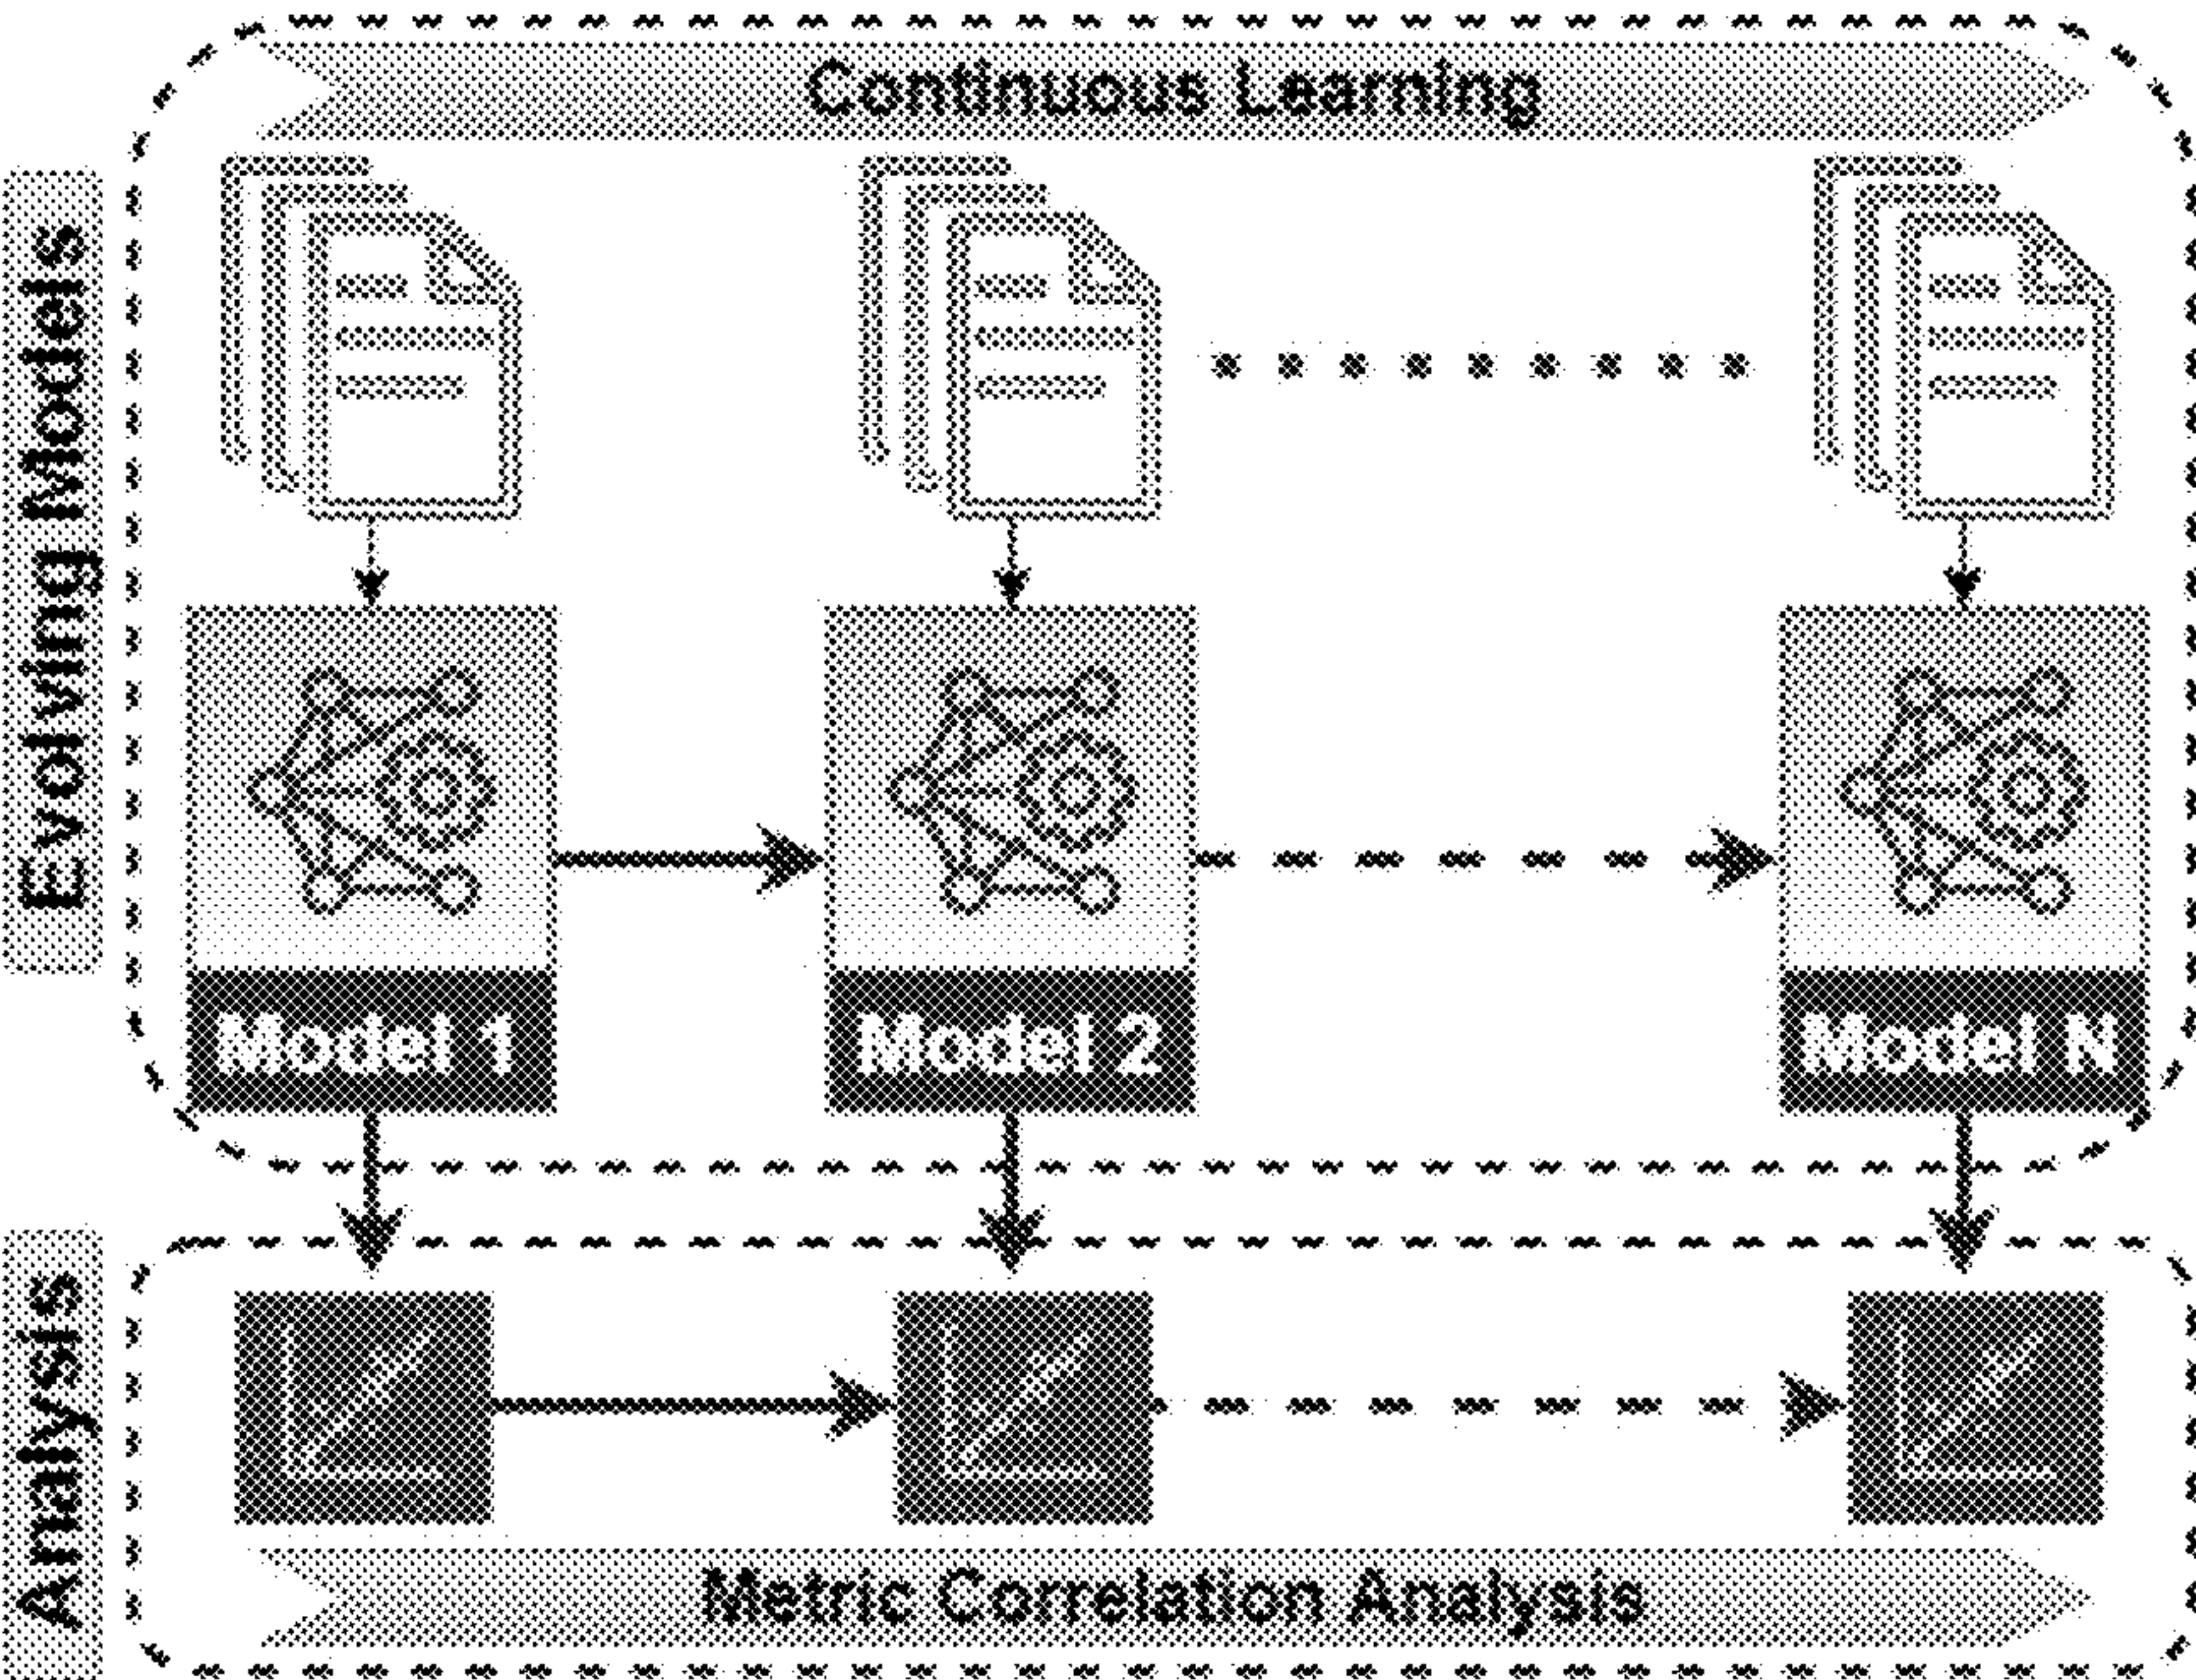 Continuous Learning
Evolving Models
Model 1
Model 2
Model N
Analysis
Metric Correlation Analysis